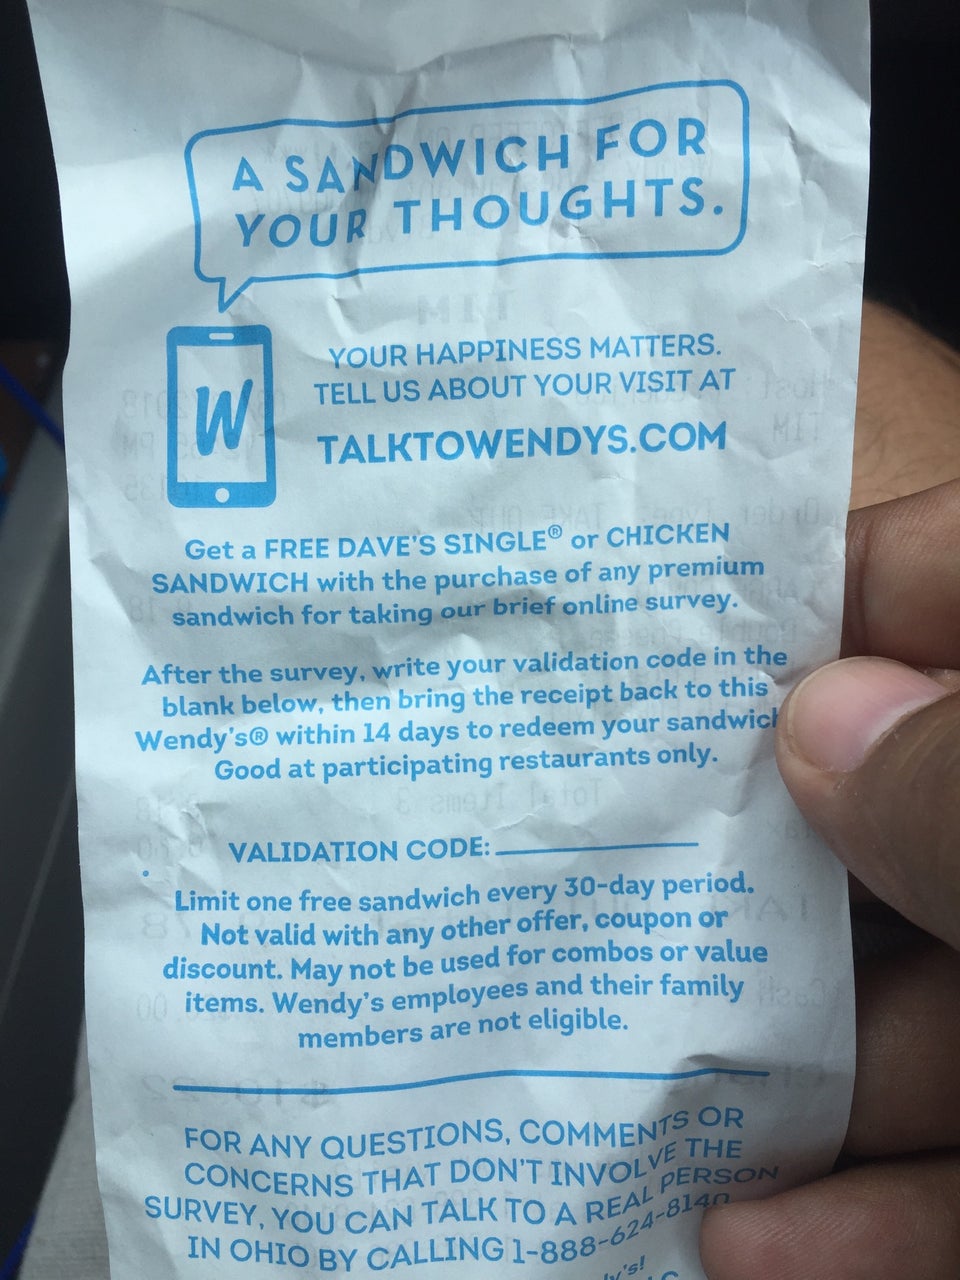 A SANDWICH FOR
YOUR THOUGHTS.
W
YOUR HAPPINESS MATTERS.
TELL US ABOUT YOUR VISIT AT
TALKTOWENDYS.COM
Get a FREE DAVE'S SINGLE® or CHICKEN
SANDWICH with the purchase of any premium
sandwich for taking our brief online survey.
After the survey, write your validation code in the
blank below, then bring the receipt back to this
Wendy's® within 14 days to redeem your sandwich
Good at participating restaurants only.
VALIDATION CODE:
Limit one free sandwich every 30-day period.
Not valid with any other offer, coupon or
discount. May not be used for combos or value
items. Wendy's employees and their family
members are not eligible.
FOR ANY QUESTIONS, COMMENTS OR
CONCERNS THAT DON'T INVOLVE THE
SURVEY, YOU CAN TALK TO A REAL PERSON
IN OHIO BY CALLING 1-888-624-8140